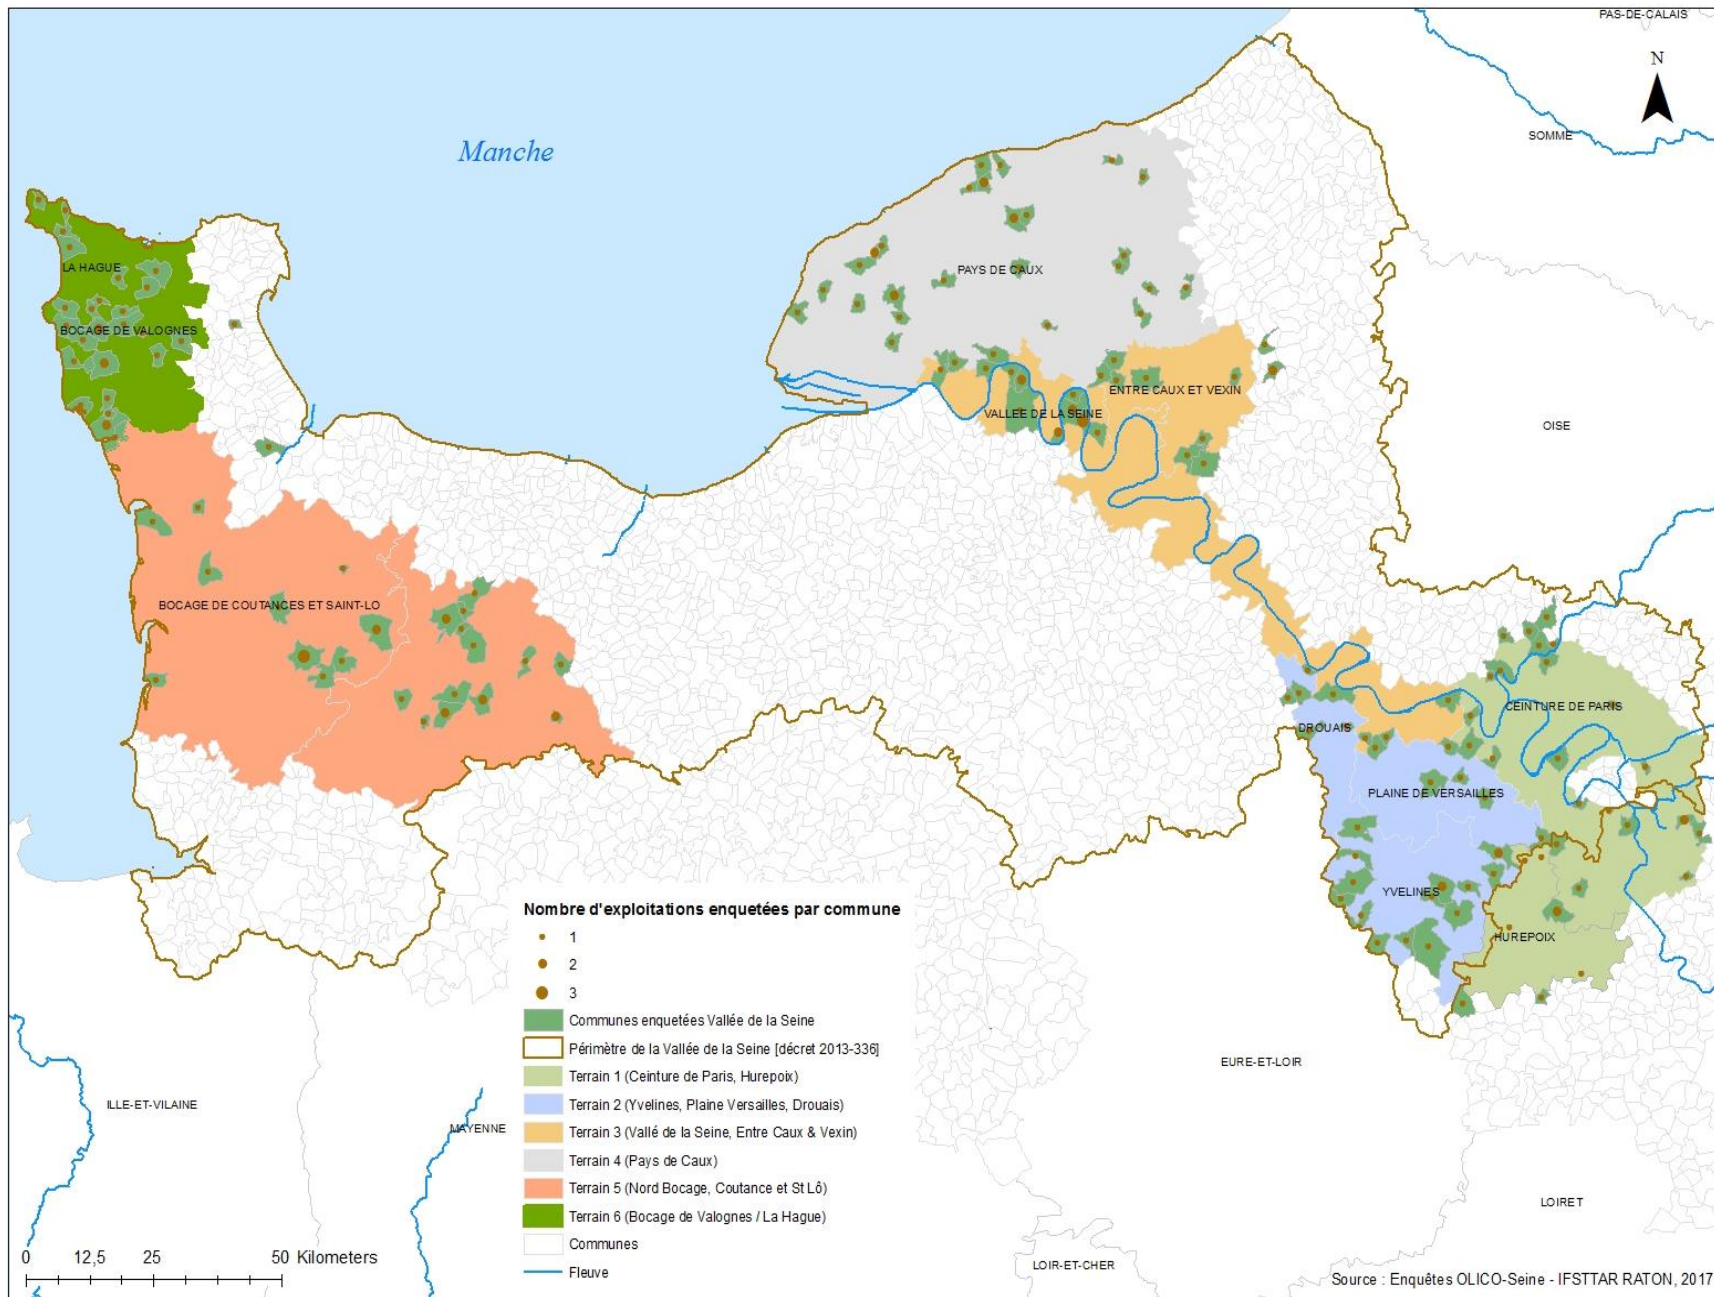 PAS-DE-CALAIS
N
SOMME
Manche
LA HAGUE
PAYS DE CAUX
BOCAGE DE VALOGNES
ENTRE CAUX ET VEXIN
VALLEE DE LA SEINE
OISE
BOCAGE DE COUTANCES ET SAINT-LO
CEINTURE DE PARIS
DROUAIS
PLAINE DE VERSAILLES
YVELINES
HUREPOIX
Nombre d'exploitations enquetées par commune
1
2
3
Communes enquetées Vallée de la Seine
Périmètre de la Vallée de la Seine [décret 2013-336]
Terrain 1 (Ceinture de Paris, Hurepoix)
Terrain 2 (Yvelines, Plaine Versailles, Drouais)
Terrain 3 (Vallé de la Seine, Entre Caux & Vexin)
Terrain 4 (Pays de Caux)
Terrain 5 (Nord Bocage, Coutance et St Lô)
Terrain 6 (Bocage de Valognes / La Hague)
Communes
Fleuve
EURE-ET-LOIR
ILLE-ET-VILAINE
MAYENNE
LOIRET
LOIR-ET-CHER
0 12,5 25 50 Kilometers
Source : Enquêtes OLICO-Seine - IFSTTAR RATON, 2017